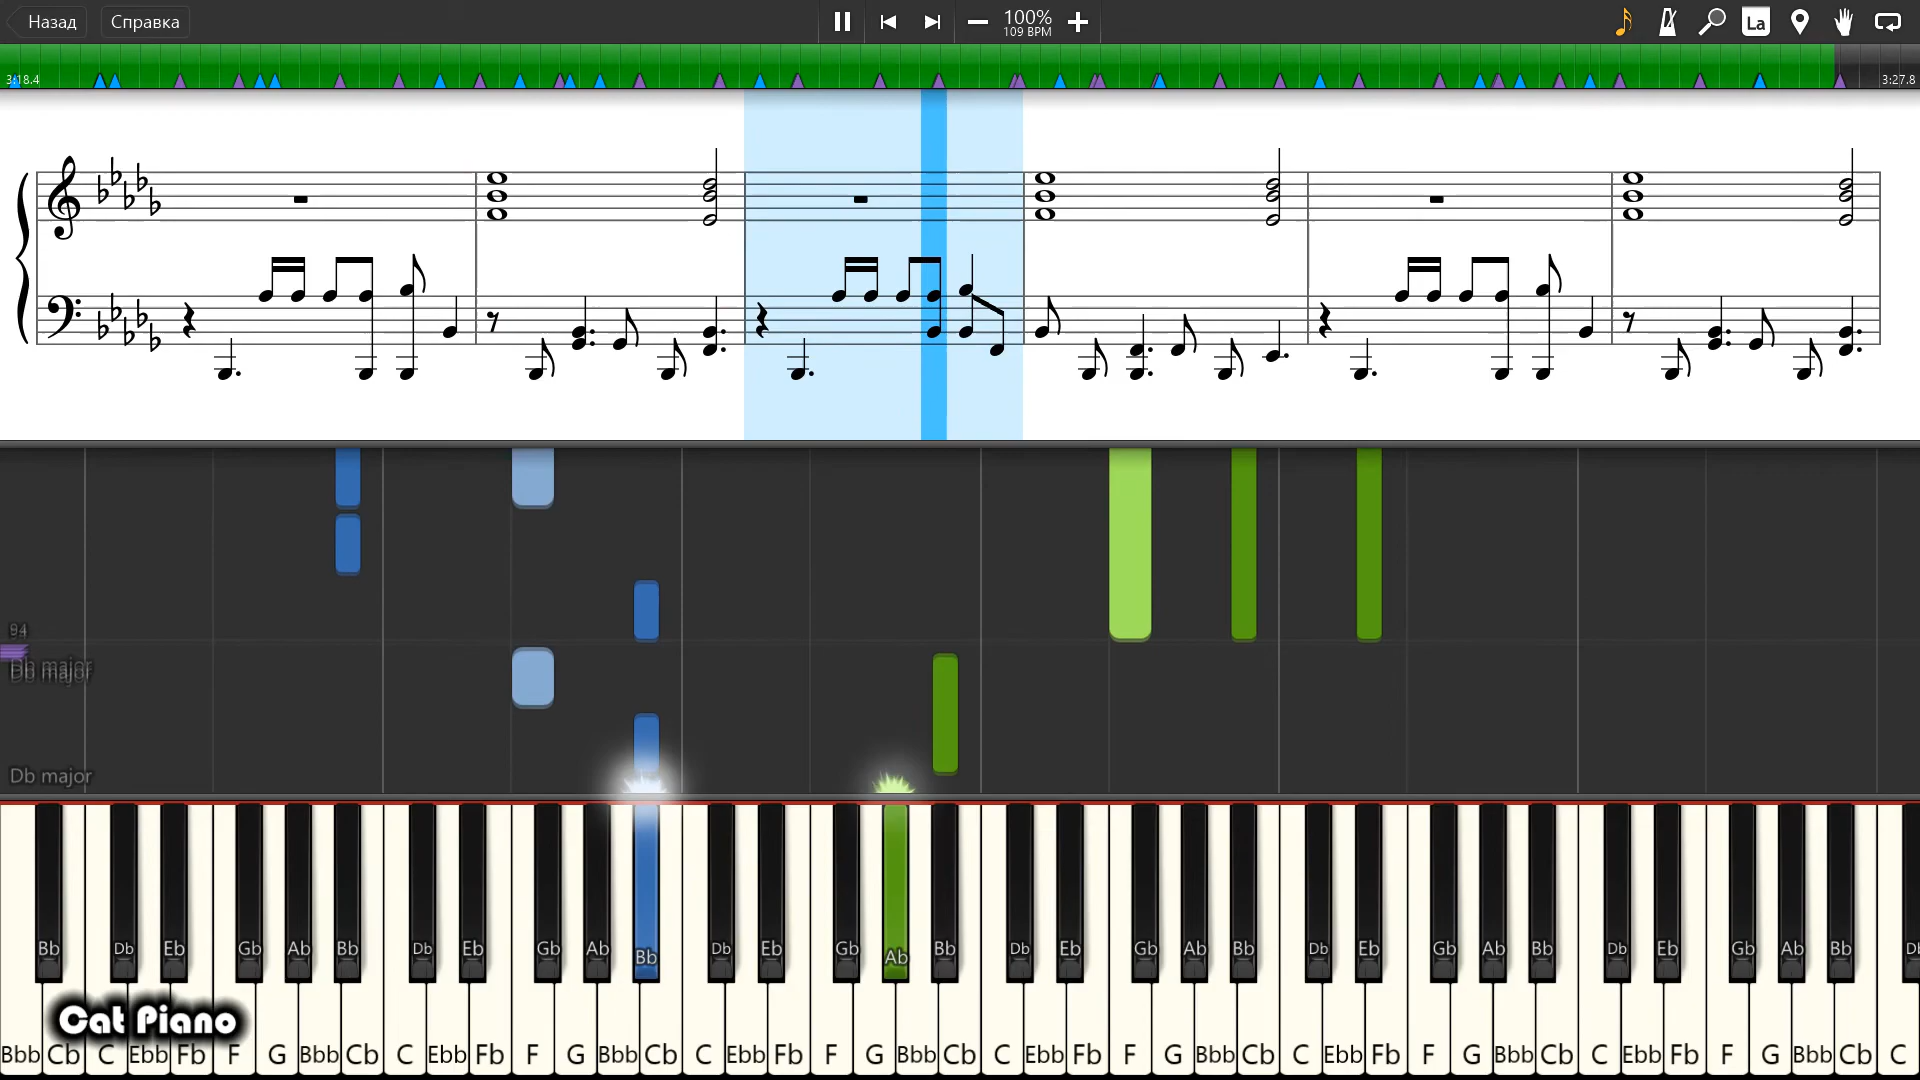 Назад Справка 100% La
109 BPM
3:18.4 3:27.8
94
Db major
Db major
Db major
Bb Db Eb Gb Ab Bb Db Eb Gb Ab Bb Db Eb Gb Ab Bb Db Eb Gb Ab Bb Db Eb Gb Ab Bb Db Eb Gb Ab Bb
Cat Piano
Bbb Cb C Ebb Fb F G Bbb Cb C Ebb Fb F G Bbb Cb C Ebb Fb F G Bbb Cb C Ebb Fb F G Bbb Cb C Ebb Fb F G Bbb Cb C Ebb Fb F G Bbb Cb C